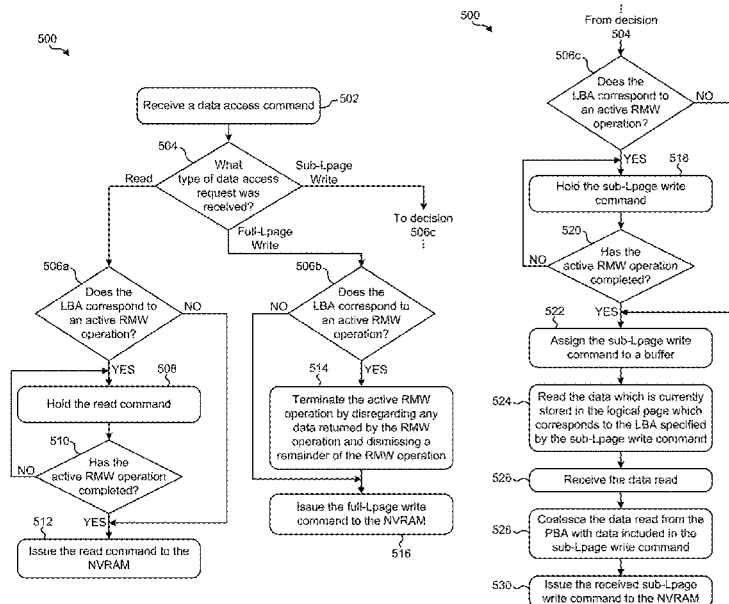 500
Receive a data access command
502
504
What
type of data access
request was
received?
Read
Sub-Lpage
Write
Full-Lpage
Write
To decision
506c
506a
Does the
LBA correspond to
an active RMW
operation?
NO
YES
508
Hold the read command
510
Has the
active RMW operation
completed?
NO
YES
512
Issue the read command to the
NVRAM
506b
Does the
LBA correspond to
an active RMW
operation?
NO
YES
514
Terminate the active RMW
operation by disregarding any
data returned by the RMW
operation and dismissing a
remainder of the RMW operation
Issue the full-Lpage write
command to the NVRAM
516
500
From decision
504
506c
Does the
LBA correspond to
an active RMW
operation?
NO
YES
518
Hold the sub-Lpage write
command
520
Has the
active RMW operation
completed?
NO
YES
522
Assign the sub-Lpage write
command to a buffer
524
Read the data which is currently
stored in the logical page which
corresponds to the LBA specified
by the sub-Lpage write command
526
Receive the data read
528
Coalesce the data read from the
PBA with data included in the
sub-Lpage write command
530
Issue the received sub-Lpage
write command to the NVRAM